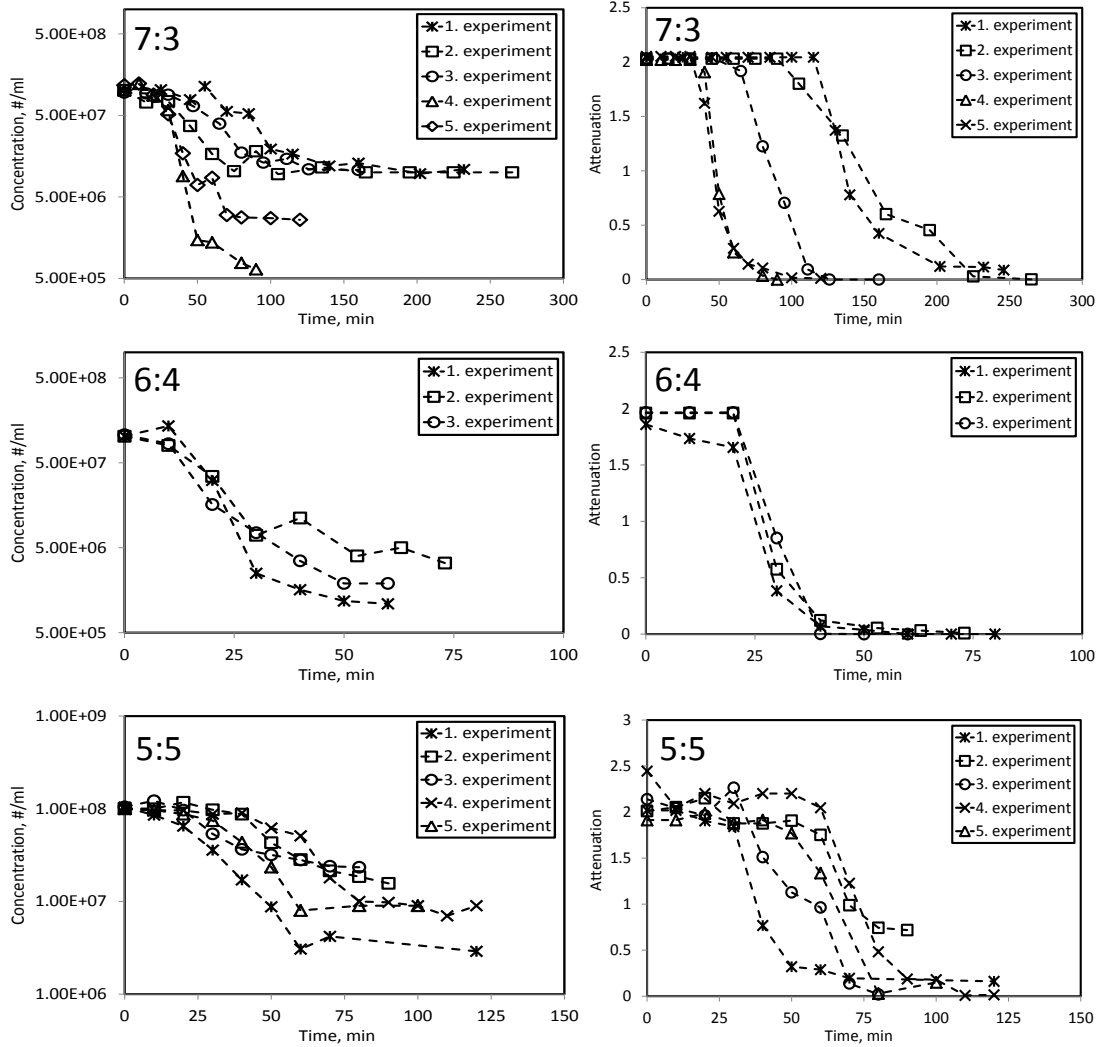 7:3
5.00E+08
5.00E+07
5.00E+06
5.00E+05
Concentration, #/ml
0 50 100 150 200 250 300
Time, min
1. experiment
2. experiment
3. experiment
4. experiment
5. experiment
7:3
2.5
2
1.5
1
0.5
0
Attenuation
0 50 100 150 200 250 300
Time, min
1. experiment
2. experiment
3. experiment
4. experiment
5. experiment
6:4
5.00E+08
5.00E+07
5.00E+06
5.00E+05
Concentration, #/ml
0 25 50 75 100
Time, min
1. experiment
2. experiment
3. experiment
6:4
2.5
2
1.5
1
0.5
0
Attenuation
0 25 50 75 100
Time, min
1. experiment
2. experiment
3. experiment
5:5
1.00E+09
1.00E+08
1.00E+07
1.00E+06
Concentration, #/ml
0 25 50 75 100 125 150
Time, min
1. experiment
2. experiment
3. experiment
4. experiment
5. experiment
5:5
3
2.5
2
1.5
1
0.5
0
Attenuation
0 25 50 75 100 125 150
Time, min
1. experiment
2. experiment
3. experiment
4. experiment
5. experiment